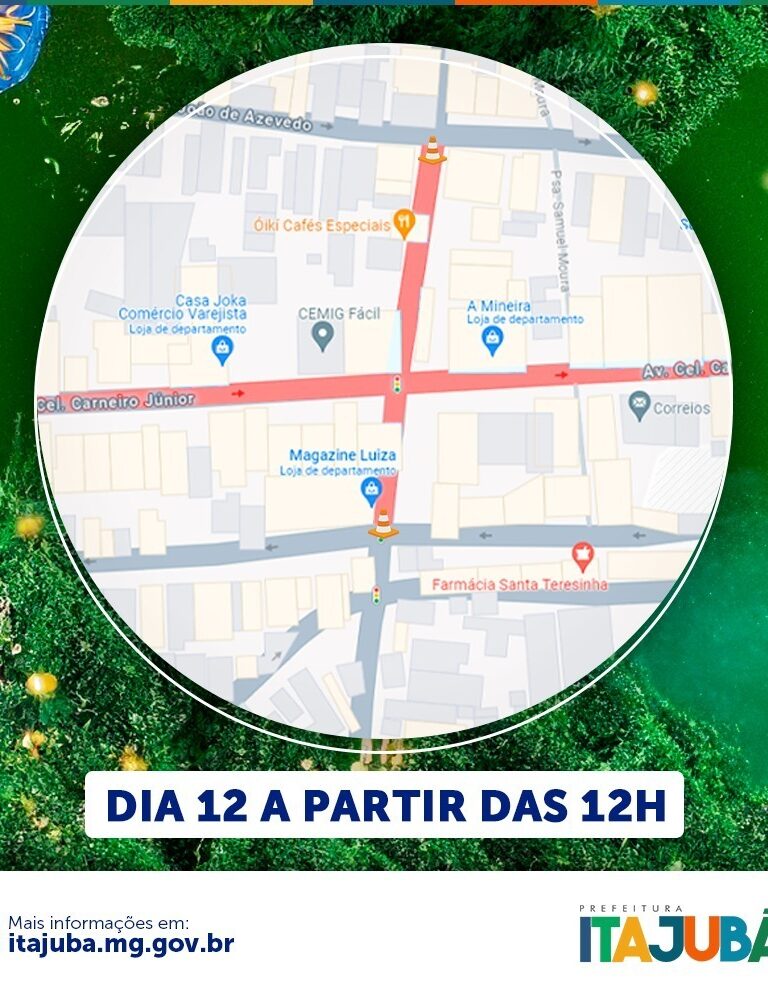 João de Azevedo
Moura
Psa Samuel Moura
Óiki Cafés Especiais
Casa Joka
Comércio Varejista
Loja de departamento
CEMIG Fácil
A Mineira
Loja de departamento
Av. Cel. Ca
Cel. Carneiro Júnior
Correios
Magazine Luiza
Loja de departamento
Farmácia Santa Teresinha
DIA 12 A PARTIR DAS 12H
Mais informações em:
itajuba.mg.gov.br
PREFEITURA
ITAJUBÁ